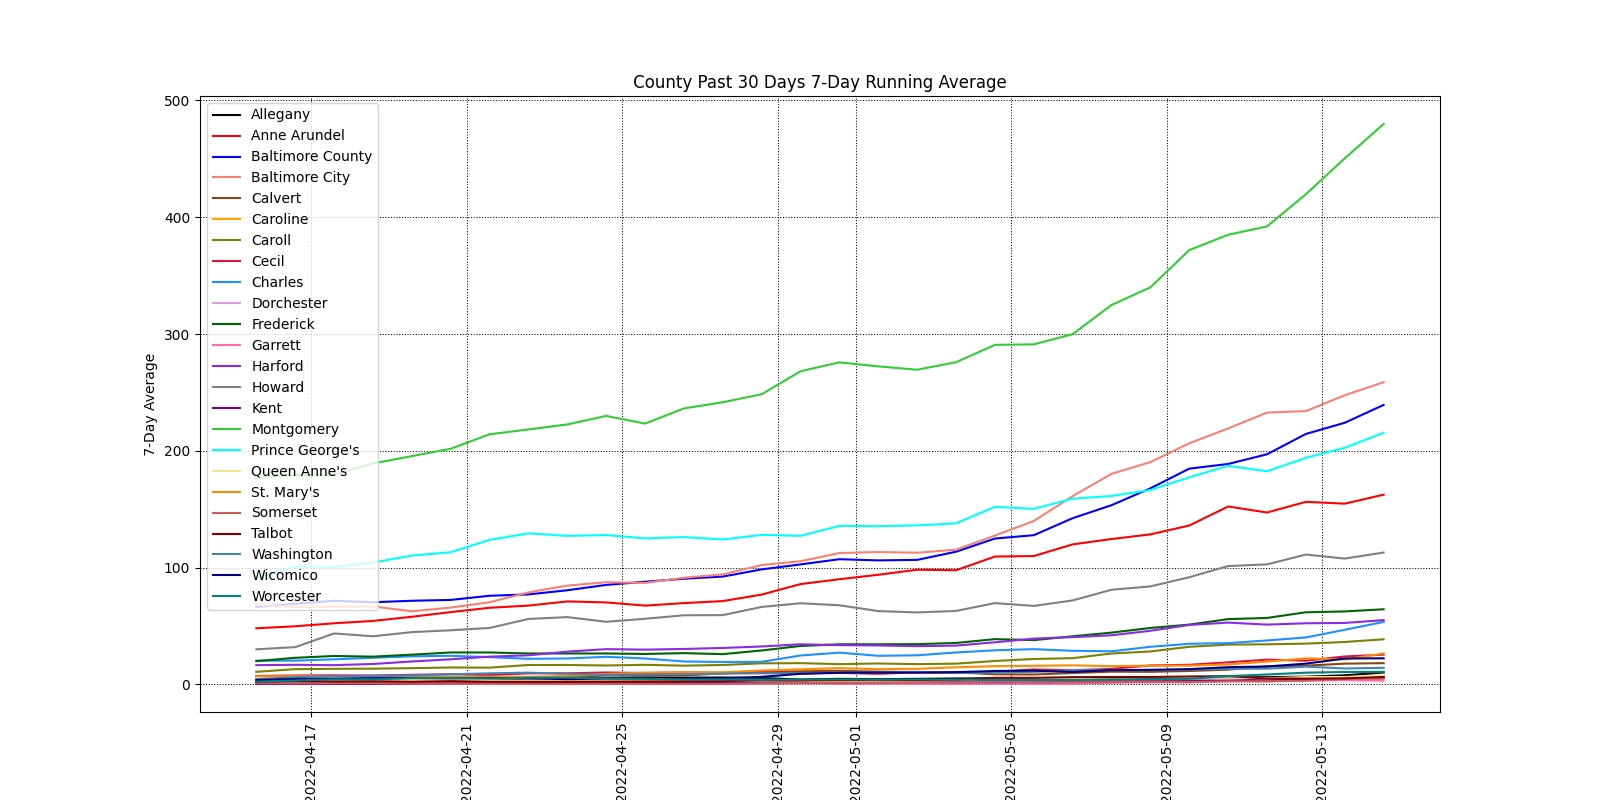 County Past 30 Days 7-Day Running Average
500
400
300
200
100
0
7-Day Average
Allegany
Anne Arundel
Baltimore County
Baltimore City
Calvert
Caroline
Caroll
Cecil
Charles
Dorchester
Frederick
Garrett
Harford
Howard
Kent
Montgomery
Prince George's
Queen Anne's
St. Mary's
Somerset
Talbot
Washington
Wicomico
Worcester
2022-04-17
2022-04-21
2022-04-25
2022-04-29
2022-05-01
2022-05-05
2022-05-09
2022-05-13